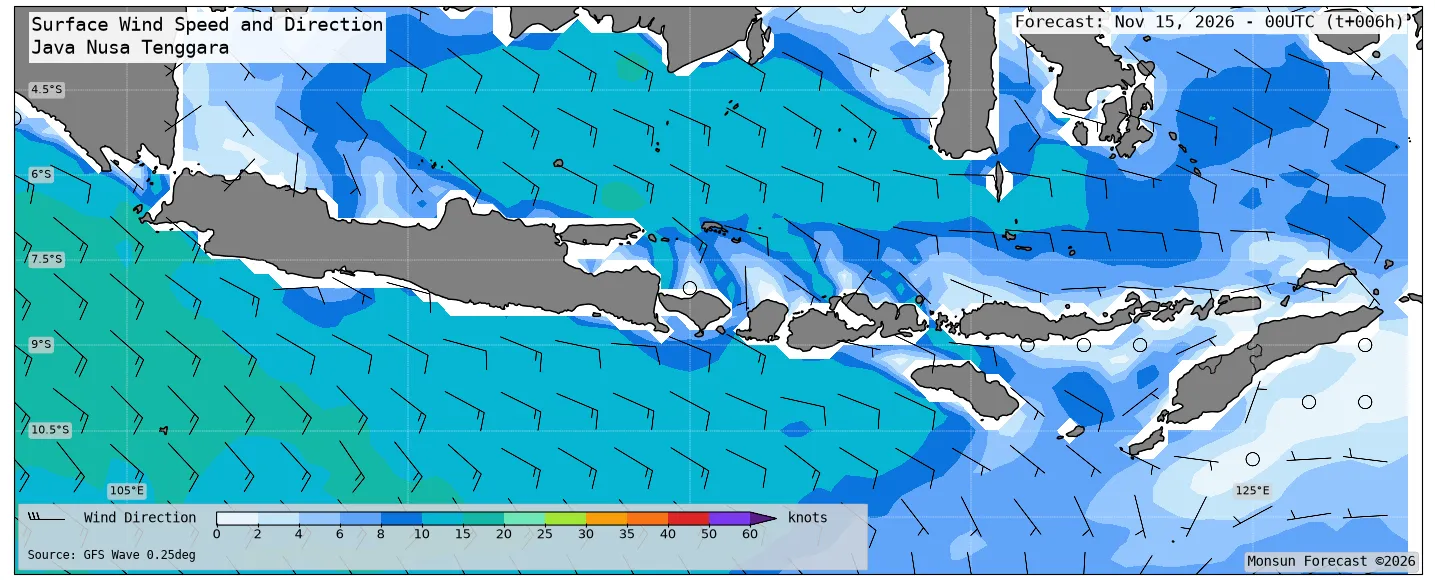 Surface Wind Speed and Direction
Java Nusa Tenggara
Forecast: Nov 15, 2026 - 00UTC (t+006h)
4.5°S
6°S
7.5°S
9°S
10.5°S
105°E
125°E
Wind Direction
0 2 4 6 8 10 15 20 25 30 40 50 60
knots
Source: GFS Wave 0.25deg
Monsun Forecast ©2026